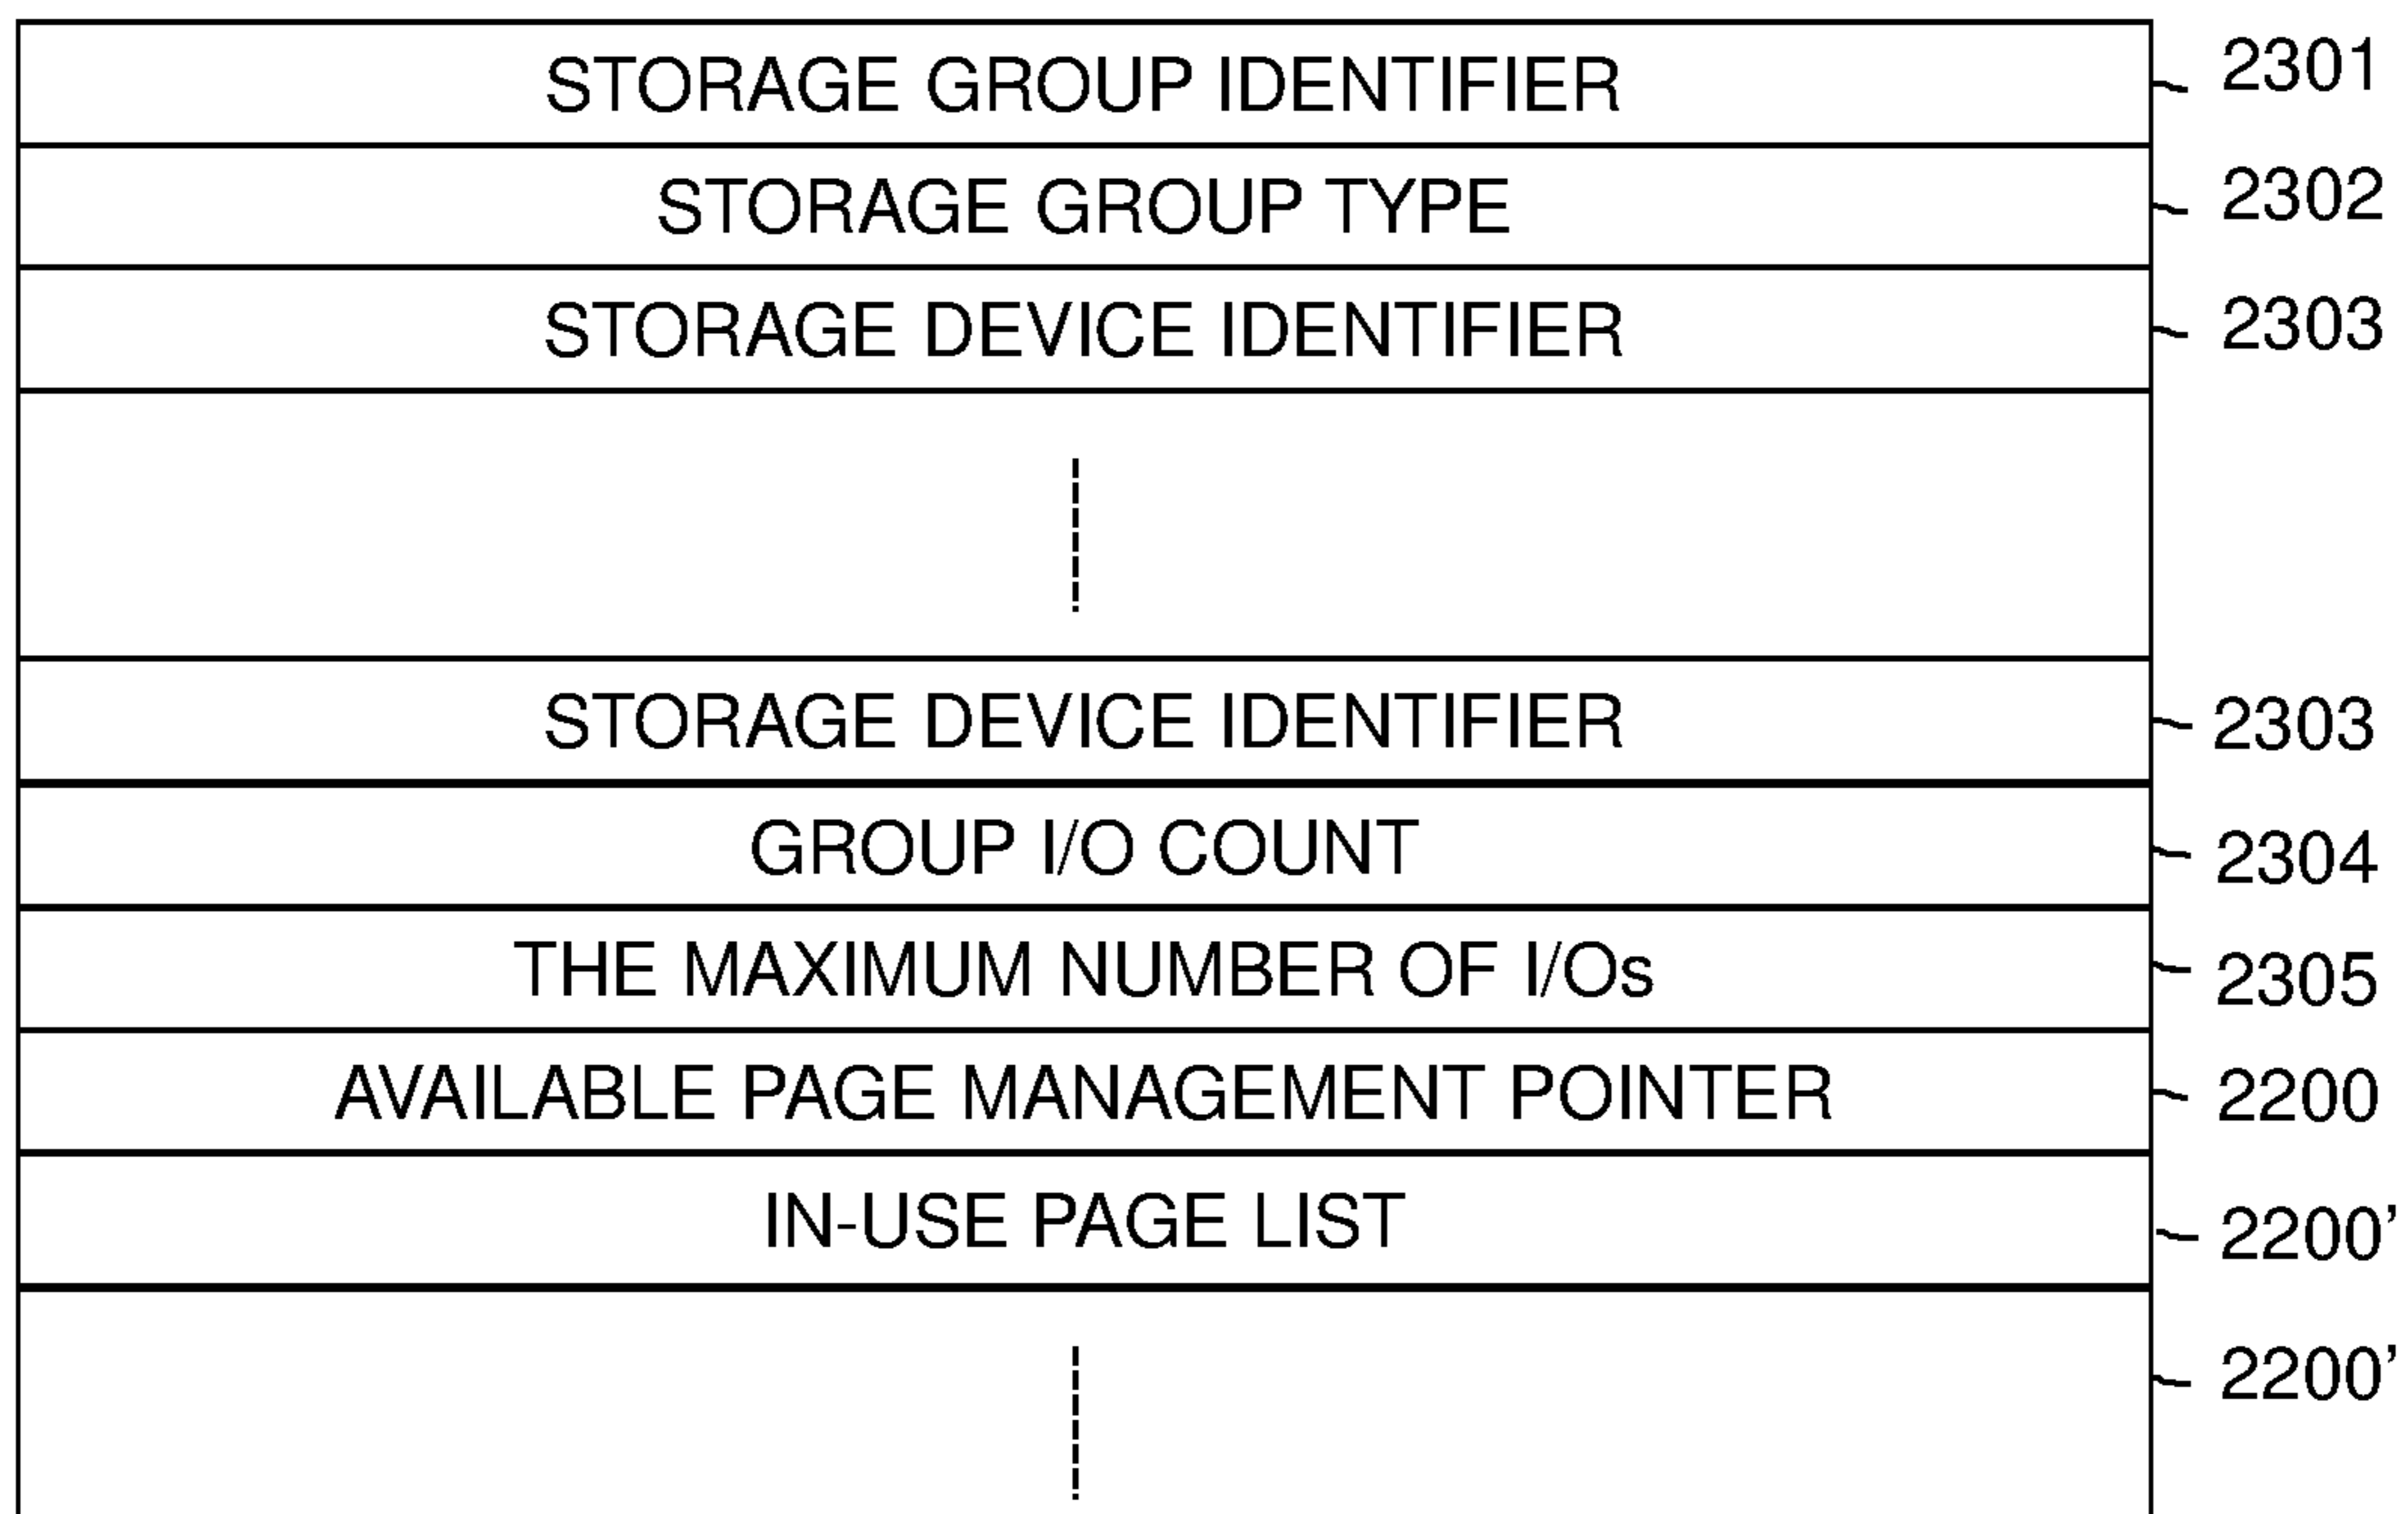 STORAGE GROUP IDENTIFIER 2301
STORAGE GROUP TYPE 2302
STORAGE DEVICE IDENTIFIER 2303
STORAGE DEVICE IDENTIFIER 2303
GROUP I/O COUNT 2304
THE MAXIMUM NUMBER OF I/Os 2305
AVAILABLE PAGE MANAGEMENT POINTER 2200
IN-USE PAGE LIST 2200’
2200’